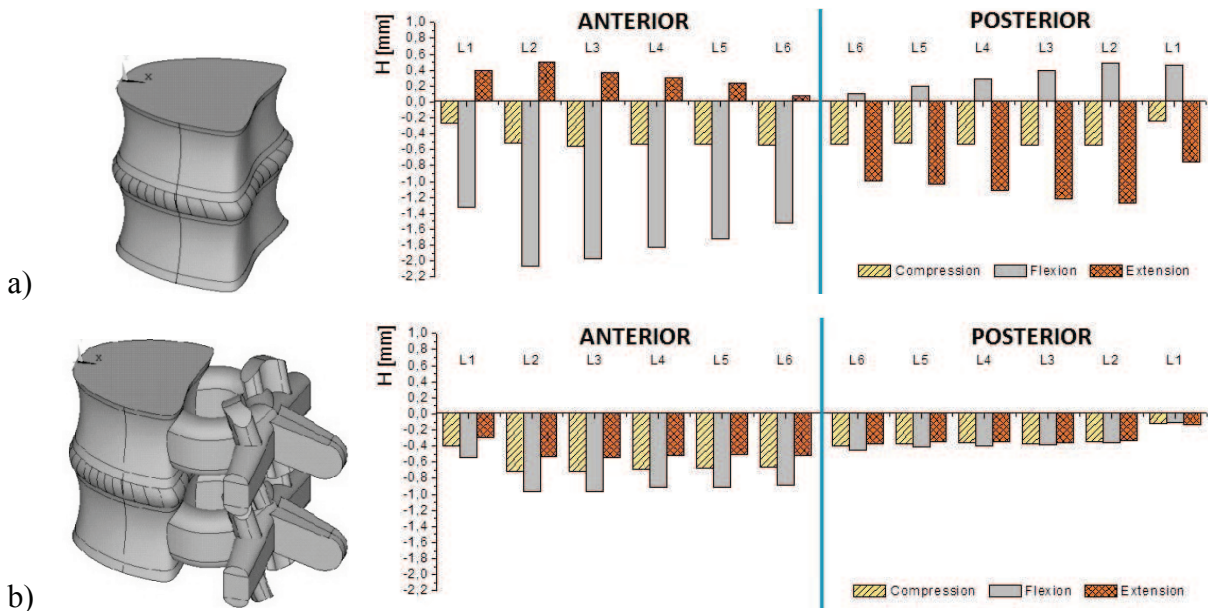 a)
x
ANTERIOR
POSTERIOR
H [mm]
1,0
0,8
0,6
0,4
0,2
0,0
-0,2
-0,4
-0,6
-0,8
-1,0
-1,2
-1,4
-1,6
-1,8
-2,0
-2,2
L1 L2 L3 L4 L5 L6
L6 L5 L4 L3 L2 L1
Compression Flexion Extension
b)
x
ANTERIOR
POSTERIOR
H [mm]
1,0
0,8
0,6
0,4
0,2
0,0
-0,2
-0,4
-0,6
-0,8
-1,0
-1,2
-1,4
-1,6
-1,8
-2,0
-2,2
L1 L2 L3 L4 L5 L6
L6 L5 L4 L3 L2 L1
Compression Flexion Extension